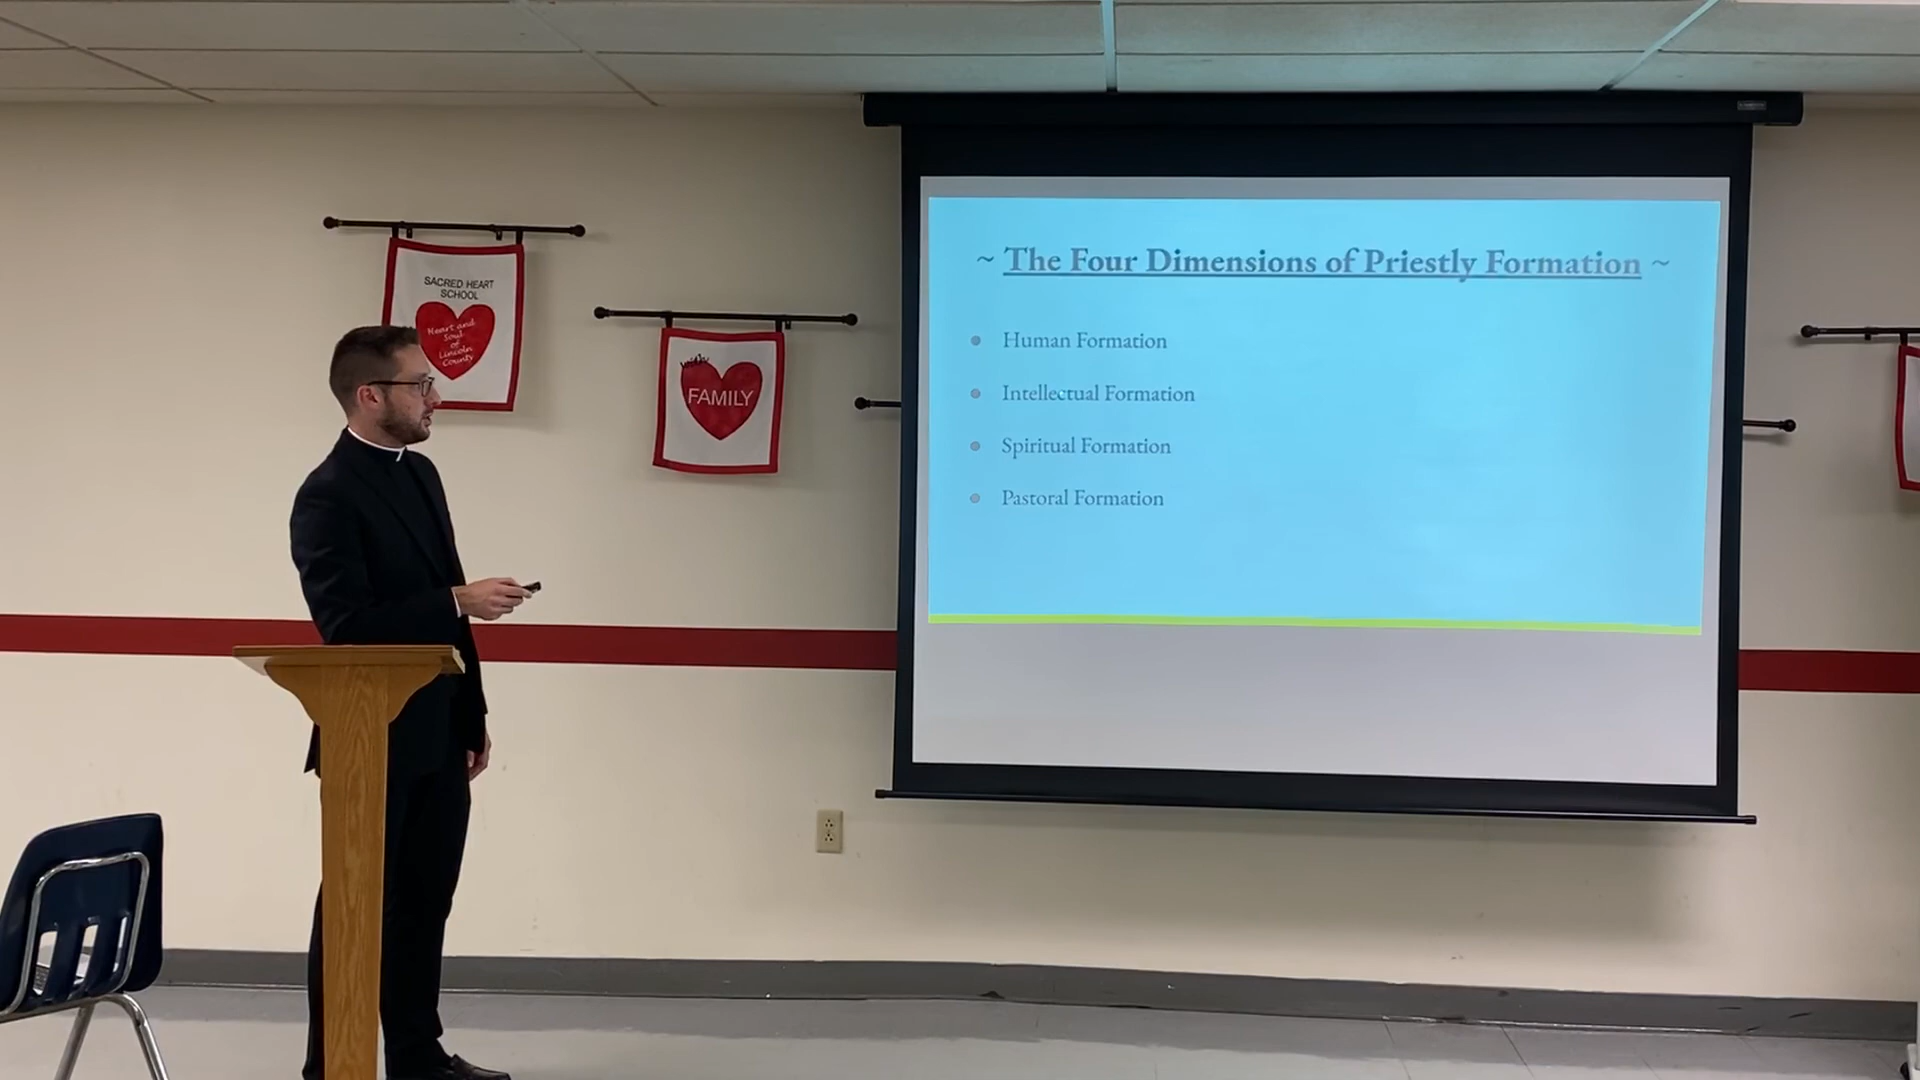 SACRED HEART
SCHOOL
Heart and
Soul
of
Lincoln
County
FAMILY
~ The Four Dimensions of Priestly Formation ~
Human Formation
Intellectual Formation
Spiritual Formation
Pastoral Formation